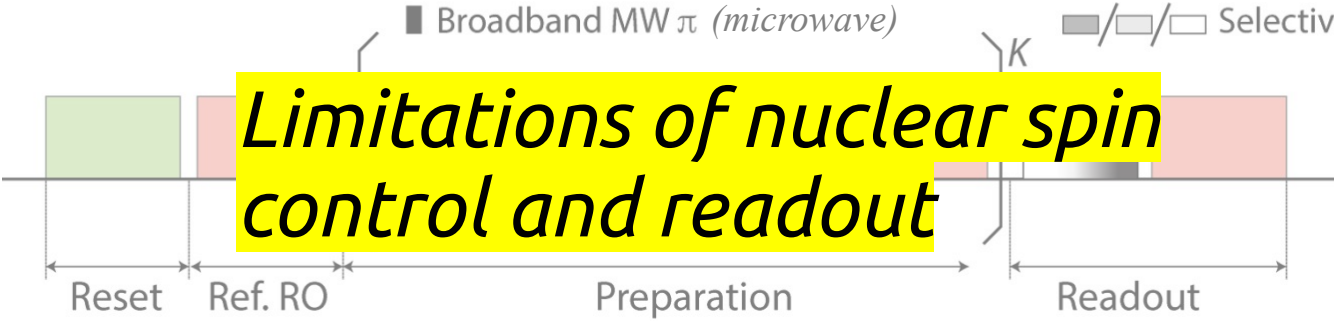 Broadband MW π (microwave)
Selectiv
K
Limitations of nuclear spin
control and readout
Reset
Ref. RO
Preparation
Readout